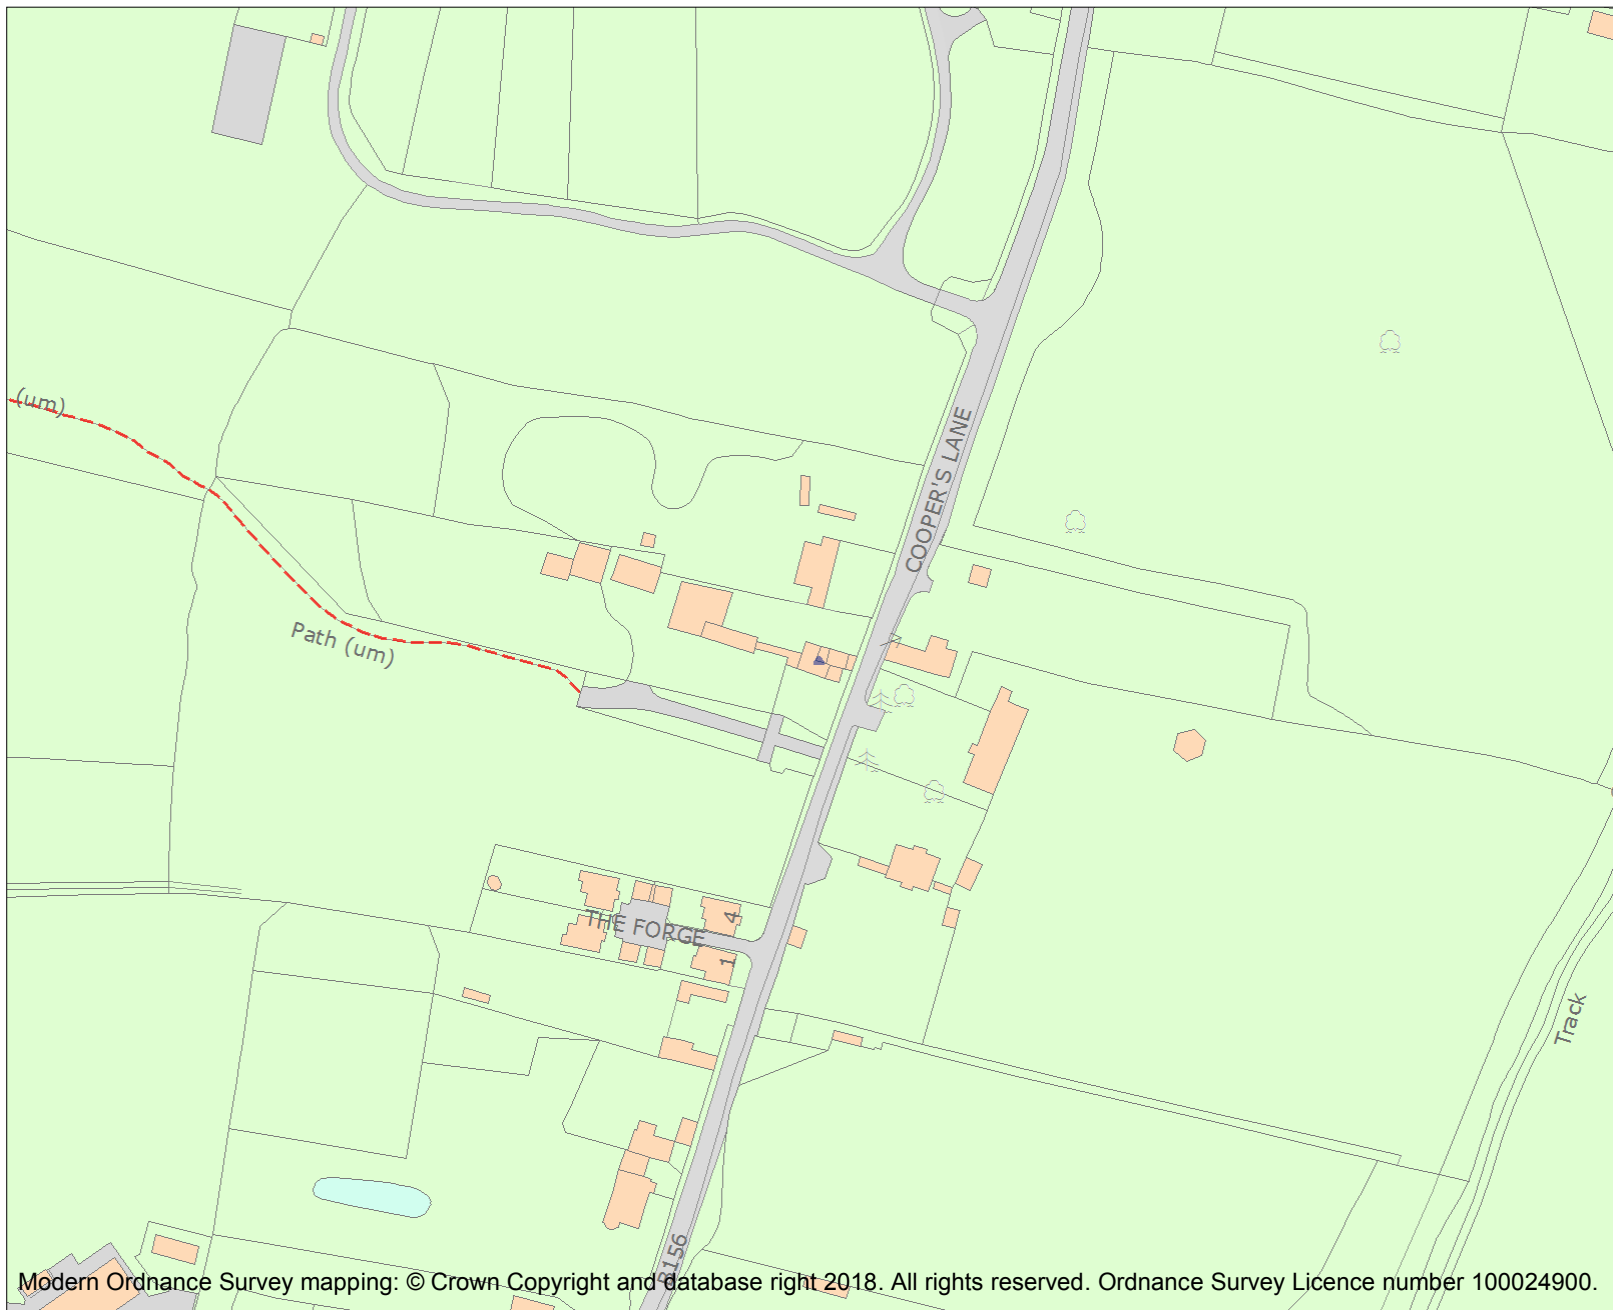 (um)
COOPER'S LANE
Path (um)
THE FORGE
4
1
Track
B156
Modern Ordnance Survey mapping: © Crown Copyright and database right 2018. All rights reserved. Ordnance Survey Licence number 100024900.